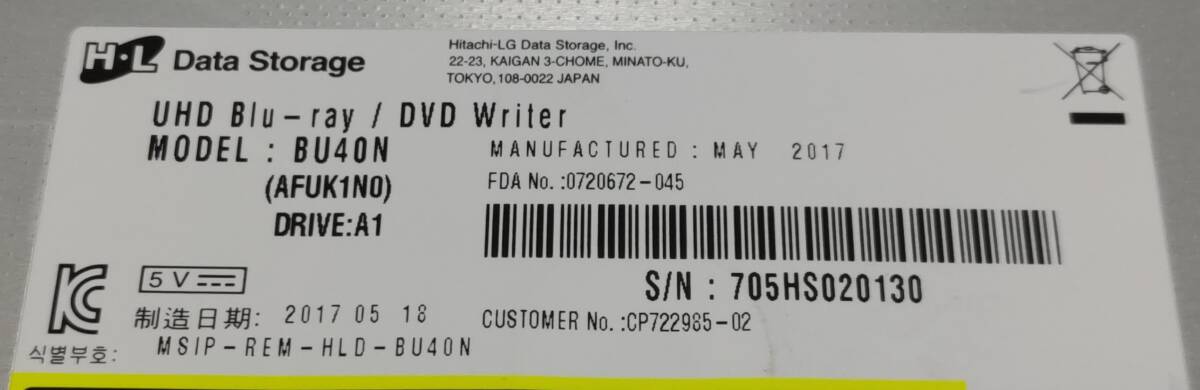 H·L Data Storage
Hitachi-LG Data Storage, Inc.
22-23, KAIGAN 3-CHOME, MINATO-KU,
TOKYO, 108-0022 JAPAN
UHD Blu-ray / DVD Writer
MODEL : BU40N
(AFUK1N0)
DRIVE:A1
MANUFACTURED : MAY 2017
FDA No. :0720672-045
S/N : 705HS020130
5V
制造日期: 2017 05 18
CUSTOMER No. :CP722985-02
식별부호: MSIP-REM-HLD-BU40N